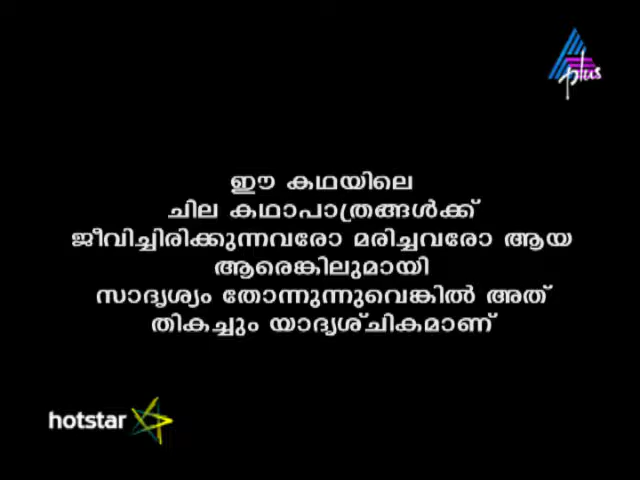 plus
ഈ കഥയിലെ
ചില കഥാപാത്രങ്ങൾക്ക്
ജീവിച്ചിരിക്കുന്നവരോ മരിച്ചവരോ ആയ
ആരെങ്കിലുമായി
സാദൃശ്യം തോന്നുന്നുവെങ്കിൽ അത്
തികച്ചും യാദൃശ്ചികമാണ്
hotstar